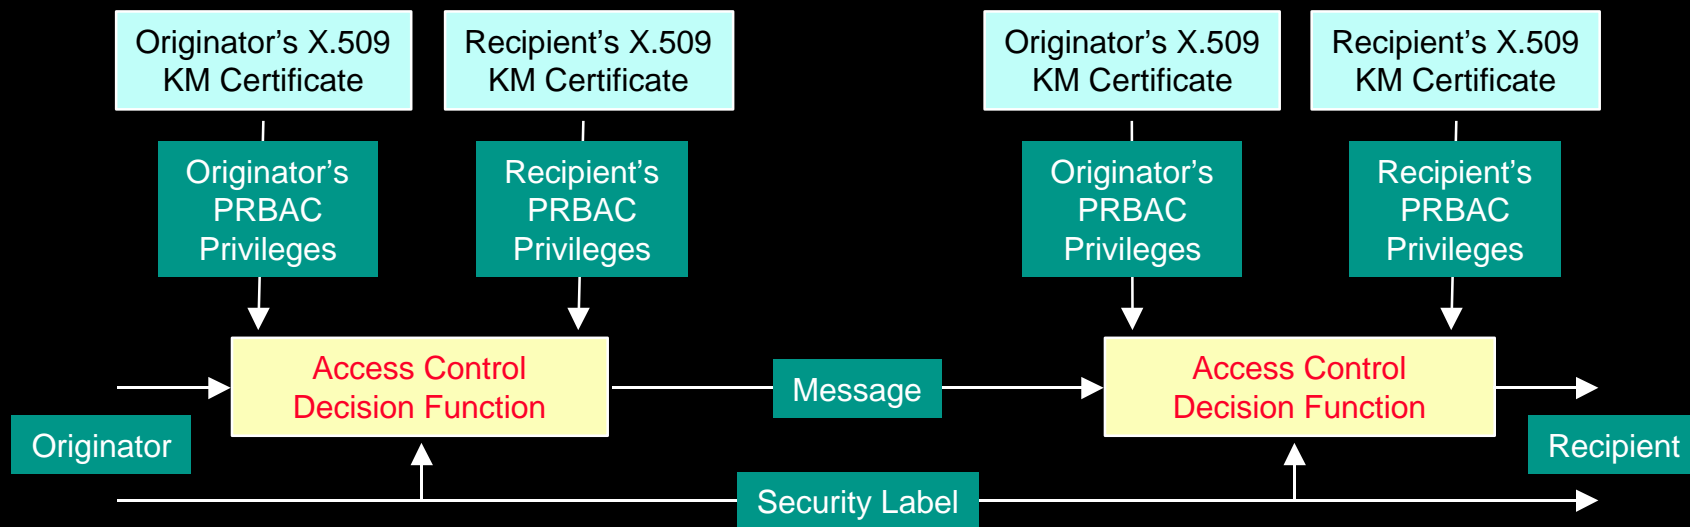 Originator’s X.509
KM Certificate
Recipient’s X.509
KM Certificate
Originator’s X.509
KM Certificate
Recipient’s X.509
KM Certificate
Originator’s
PRBAC
Privileges
Recipient’s
PRBAC
Privileges
Originator’s
PRBAC
Privileges
Recipient’s
PRBAC
Privileges
Access Control
Decision Function
Message
Access Control
Decision Function
Originator
Recipient
Security Label